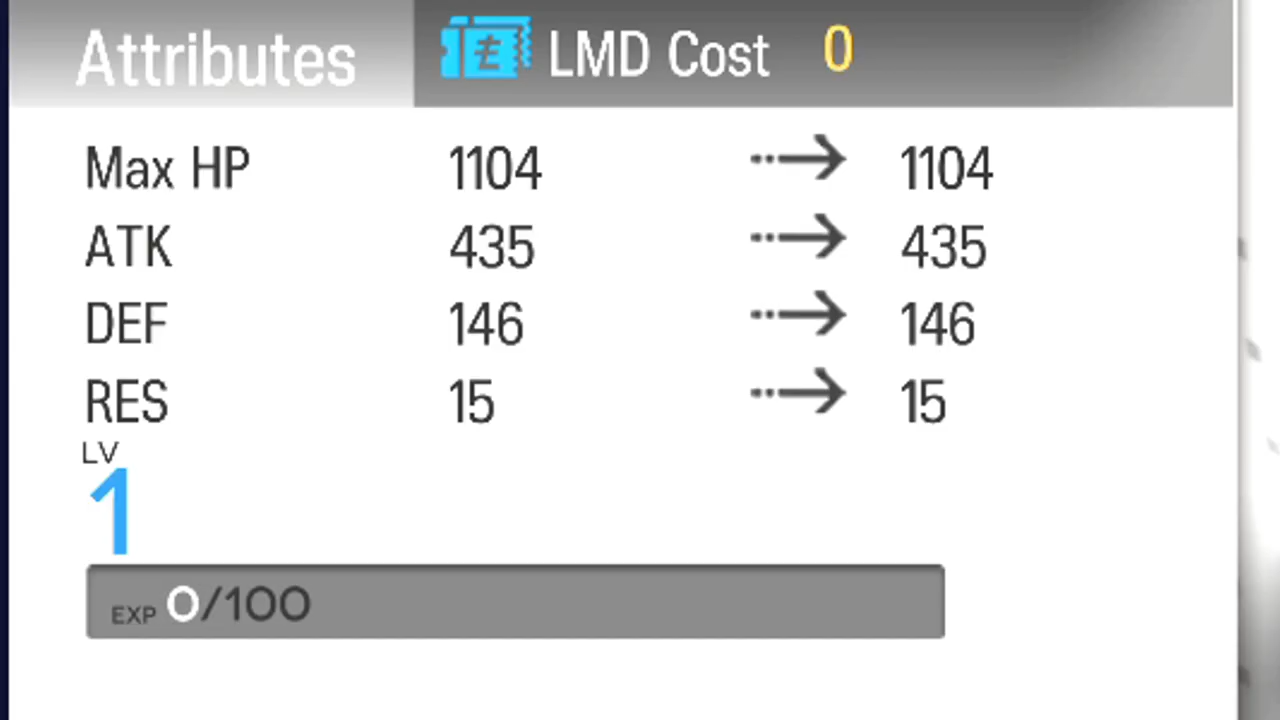 Attributes LMD Cost 0
Max HP 1104 1104
ATK 435 435
DEF 146 146
RES 15 15
LV
1
EXP 0/100